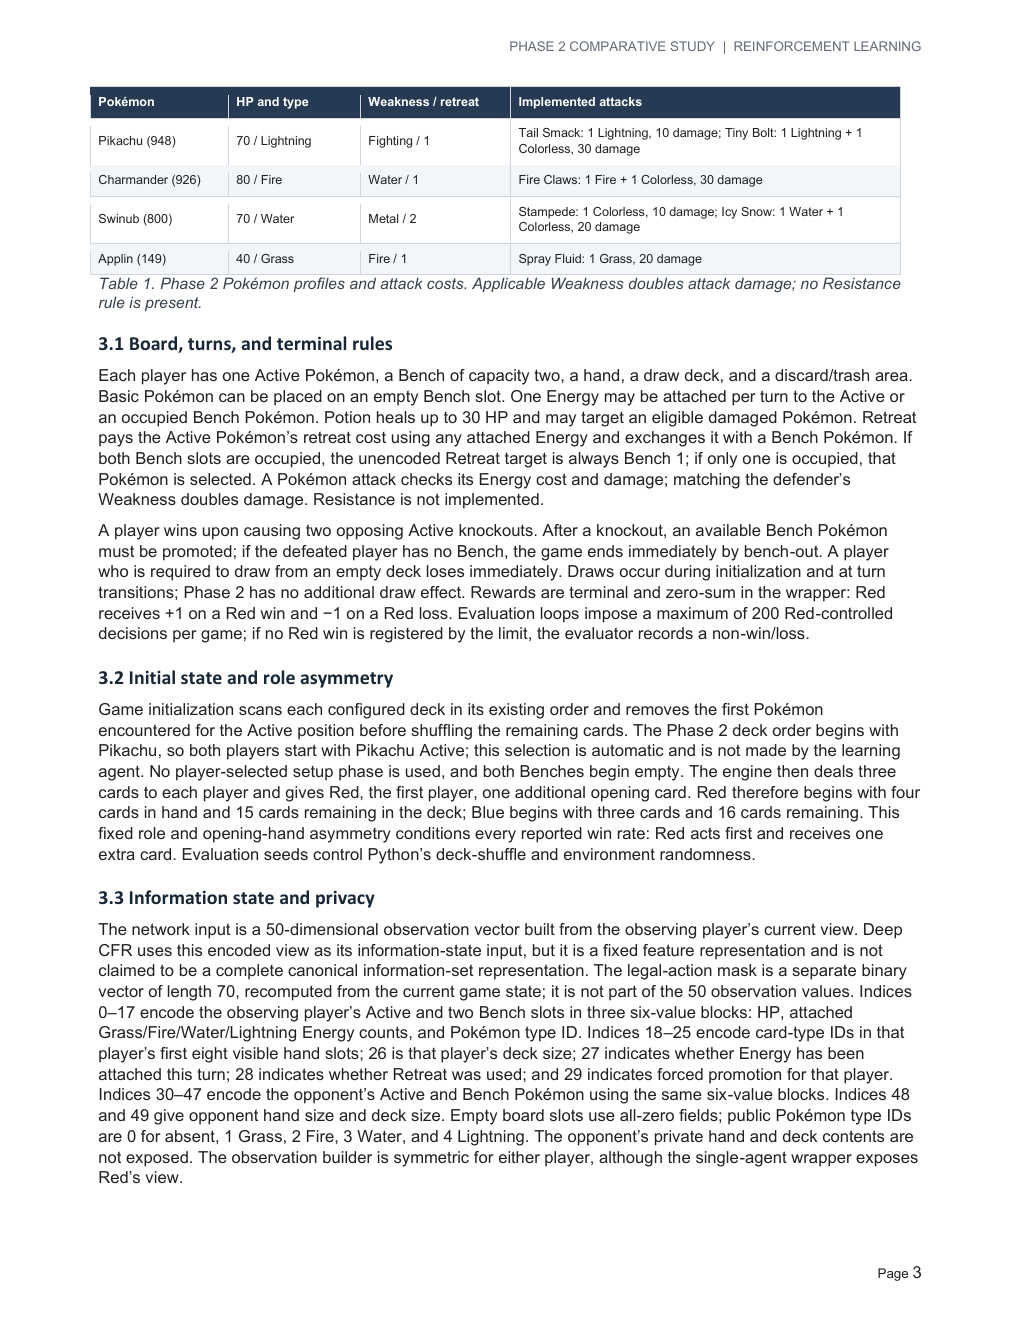 PHASE 2 COMPARATIVE STUDY | REINFORCEMENT LEARNING
Pokémon HP and type Weakness / retreat Implemented attacks
Pikachu (948) 70 / Lightning Fighting / 1 Tail Smack: 1 Lightning, 10 damage; Tiny Bolt: 1 Lightning + 1
Colorless, 30 damage
Charmander (926) 80 / Fire Water / 1 Fire Claws: 1 Fire + 1 Colorless, 30 damage
Swinub (800) 70 / Water Metal / 2 Stampede: 1 Colorless, 10 damage; Icy Snow: 1 Water + 1
Colorless, 20 damage
Applin (149) 40 / Grass Fire / 1 Spray Fluid: 1 Grass, 20 damage
Table 1. Phase 2 Pokémon profiles and attack costs. Applicable Weakness doubles attack damage; no Resistance
rule is present.
3.1 Board, turns, and terminal rules
Each player has one Active Pokémon, a Bench of capacity two, a hand, a draw deck, and a discard/trash area.
Basic Pokémon can be placed on an empty Bench slot. One Energy may be attached per turn to the Active or
an occupied Bench Pokémon. Potion heals up to 30 HP and may target an eligible damaged Pokémon. Retreat
pays the Active Pokémon’s retreat cost using any attached Energy and exchanges it with a Bench Pokémon. If
both Bench slots are occupied, the unencoded Retreat target is always Bench 1; if only one is occupied, that
Pokémon is selected. A Pokémon attack checks its Energy cost and damage; matching the defender’s
Weakness doubles damage. Resistance is not implemented.
A player wins upon causing two opposing Active knockouts. After a knockout, an available Bench Pokémon
must be promoted; if the defeated player has no Bench, the game ends immediately by bench-out. A player
who is required to draw from an empty deck loses immediately. Draws occur during initialization and at turn
transitions; Phase 2 has no additional draw effect. Rewards are terminal and zero-sum in the wrapper: Red
receives +1 on a Red win and −1 on a Red loss. Evaluation loops impose a maximum of 200 Red-controlled
decisions per game; if no Red win is registered by the limit, the evaluator records a non-win/loss.
3.2 Initial state and role asymmetry
Game initialization scans each configured deck in its existing order and removes the first Pokémon
encountered for the Active position before shuffling the remaining cards. The Phase 2 deck order begins with
Pikachu, so both players start with Pikachu Active; this selection is automatic and is not made by the learning
agent. No player-selected setup phase is used, and both Benches begin empty. The engine then deals three
cards to each player and gives Red, the first player, one additional opening card. Red therefore begins with four
cards in hand and 15 cards remaining in the deck; Blue begins with three cards and 16 cards remaining. This
fixed role and opening-hand asymmetry conditions every reported win rate: Red acts first and receives one
extra card. Evaluation seeds control Python’s deck-shuffle and environment randomness.
3.3 Information state and privacy
The network input is a 50-dimensional observation vector built from the observing player’s current view. Deep
CFR uses this encoded view as its information-state input, but it is a fixed feature representation and is not
claimed to be a complete canonical information-set representation. The legal-action mask is a separate binary
vector of length 70, recomputed from the current game state; it is not part of the 50 observation values. Indices
0–17 encode the observing player’s Active and two Bench slots in three six-value blocks: HP, attached
Grass/Fire/Water/Lightning Energy counts, and Pokémon type ID. Indices 18–25 encode card-type IDs in that
player’s first eight visible hand slots; 26 is that player’s deck size; 27 indicates whether Energy has been
attached this turn; 28 indicates whether Retreat was used; and 29 indicates forced promotion for that player.
Indices 30–47 encode the opponent’s Active and Bench Pokémon using the same six-value blocks. Indices 48
and 49 give opponent hand size and deck size. Empty board slots use all-zero fields; public Pokémon type IDs
are 0 for absent, 1 Grass, 2 Fire, 3 Water, and 4 Lightning. The opponent’s private hand and deck contents are
not exposed. The observation builder is symmetric for either player, although the single-agent wrapper exposes
Red’s view.
Page 3